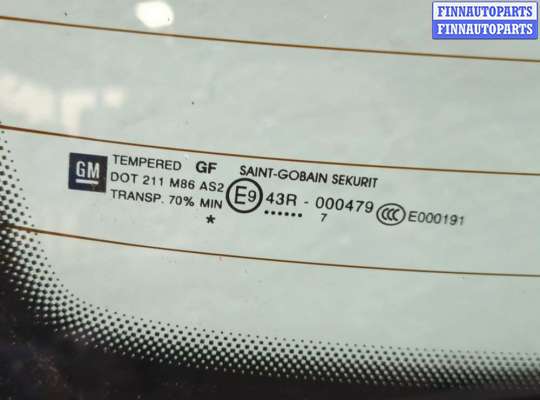 FINNAUTOPARTS
FINNAUTOPARTS
GM
TEMPERED GF SAINT-GOBAIN SEKURIT
DOT 211 M86 AS2 E9 43R - 000479 CCC E000191
TRANSP. 70% MIN ...... 7
*